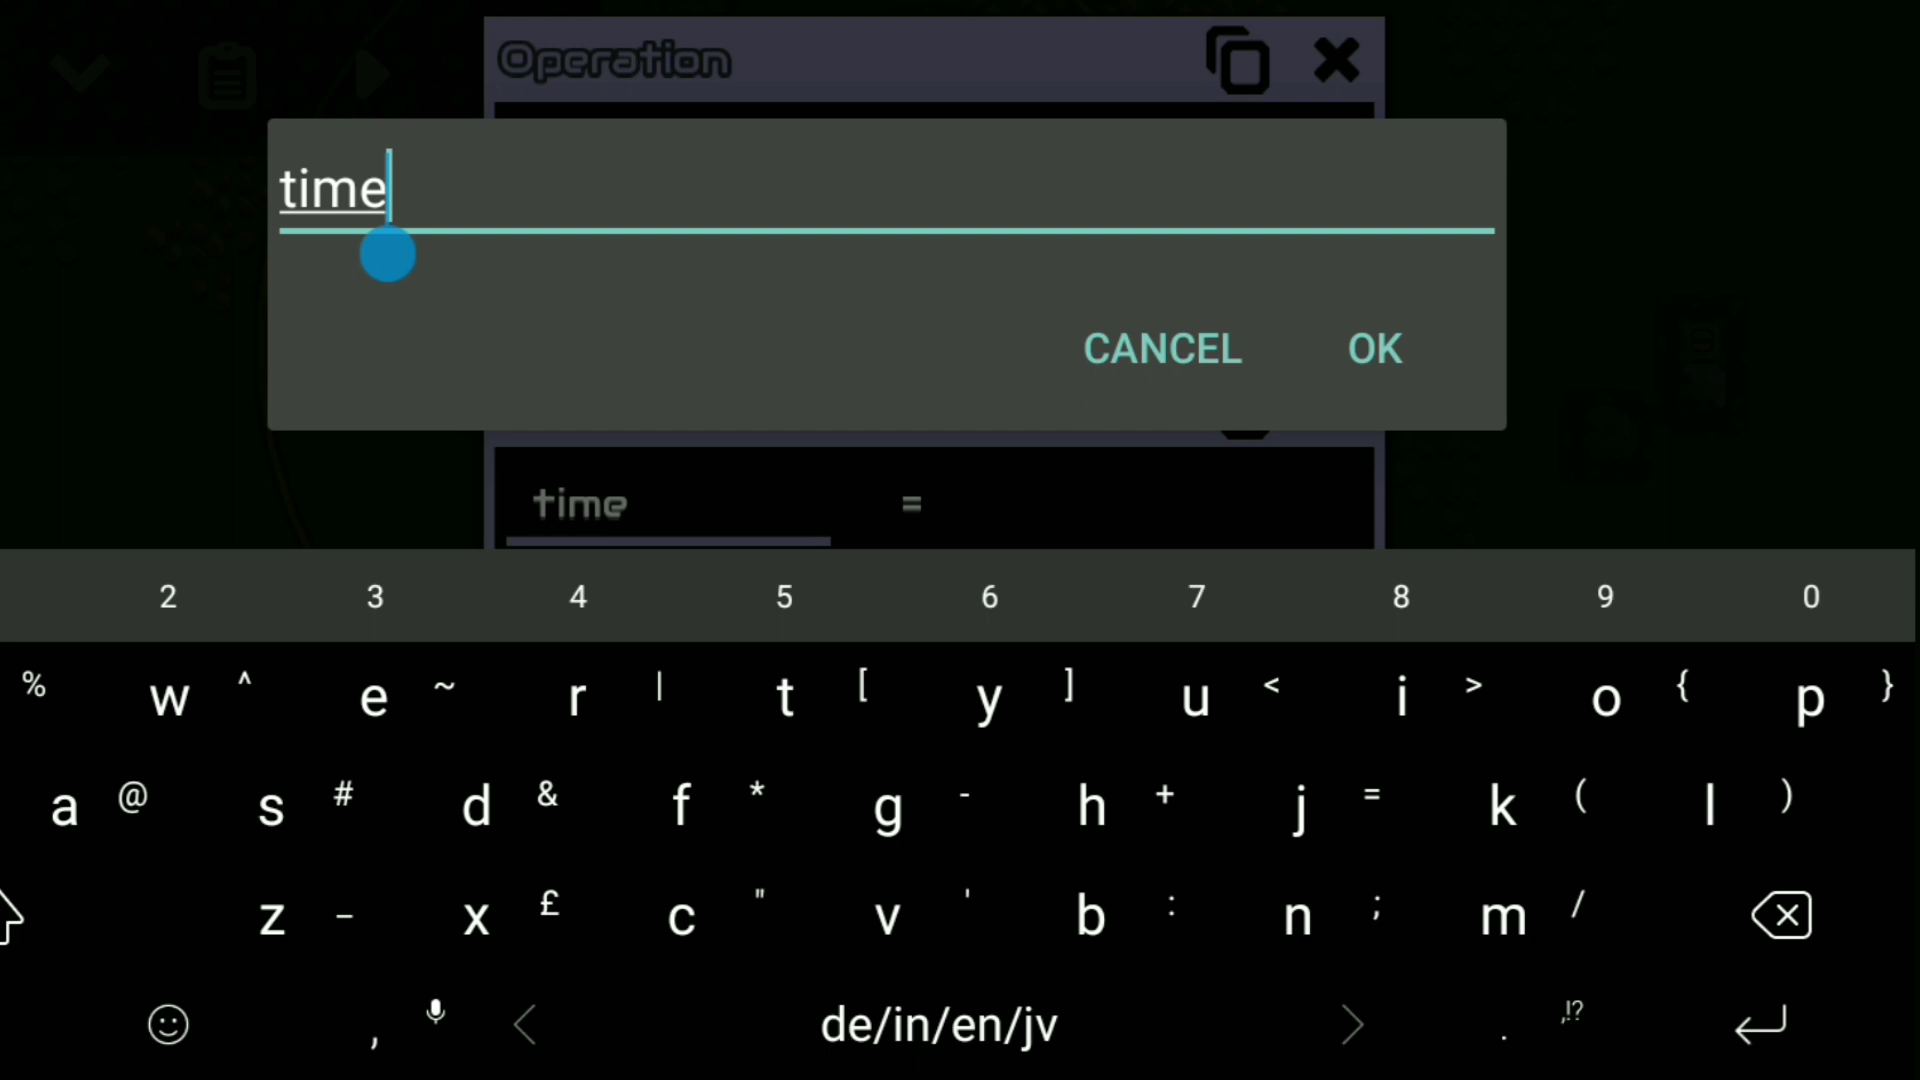 Operation
time
CANCEL OK
time =
2 3 4 5 6 7 8 9 0
% w ^ e ~ r | t [ y ] u < i > o { p }
a @ s # d & f * g - h + j = k ( l )
z _ x £ c " v ' b : n ; m /
, < de/in/en/jv > . ,!?